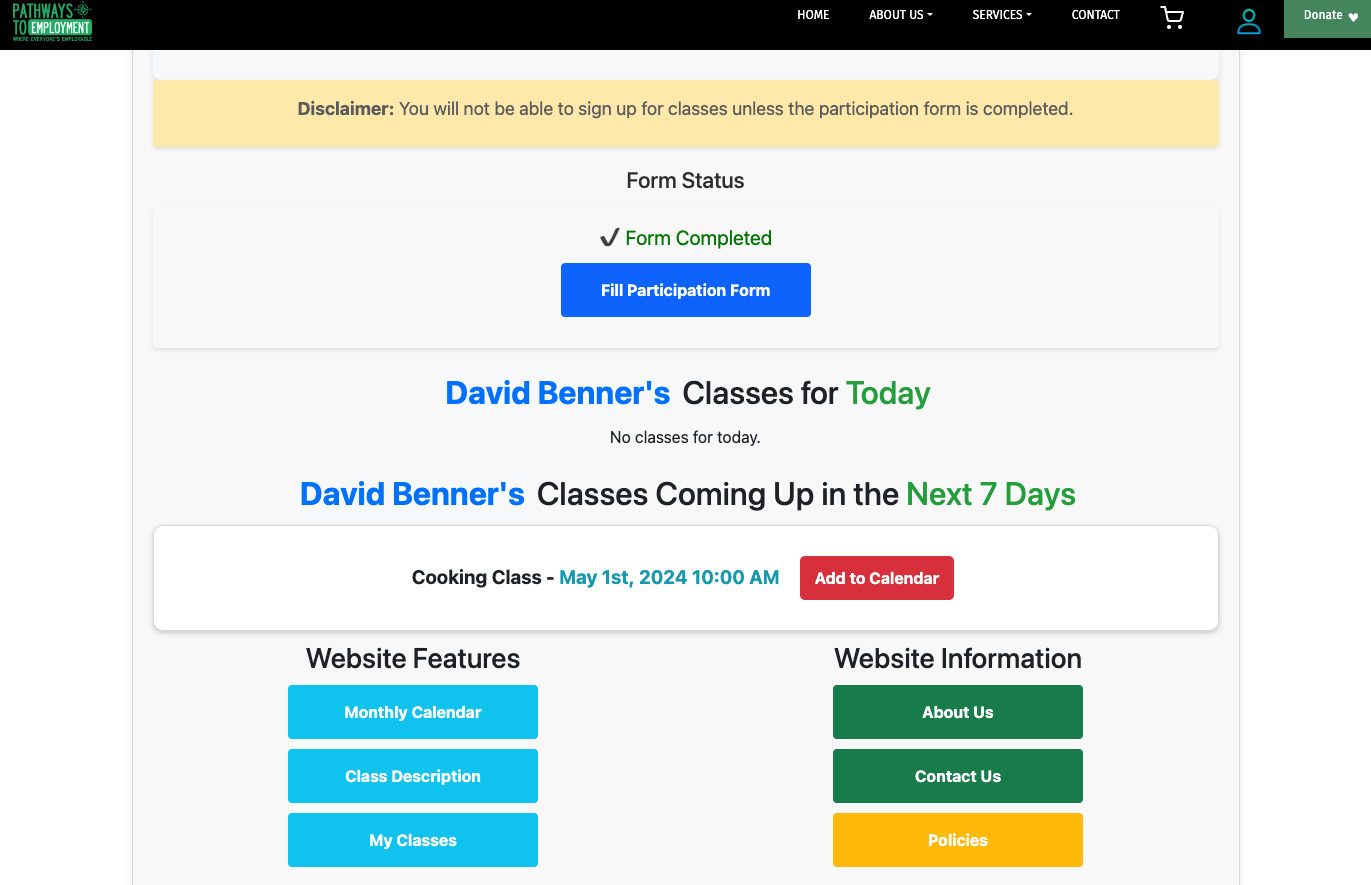 PATHWAYS
TO EMPLOYMENT
WHERE EVERYONE'S EMPLOYABLE
HOME ABOUT US SERVICES CONTACT Donate
Disclaimer: You will not be able to sign up for classes unless the participation form is completed.
Form Status
✔ Form Completed
Fill Participation Form
David Benner's Classes for Today
No classes for today.
David Benner's Classes Coming Up in the Next 7 Days
Cooking Class - May 1st, 2024 10:00 AM Add to Calendar
Website Features
Monthly Calendar
Class Description
My Classes
Website Information
About Us
Contact Us
Policies